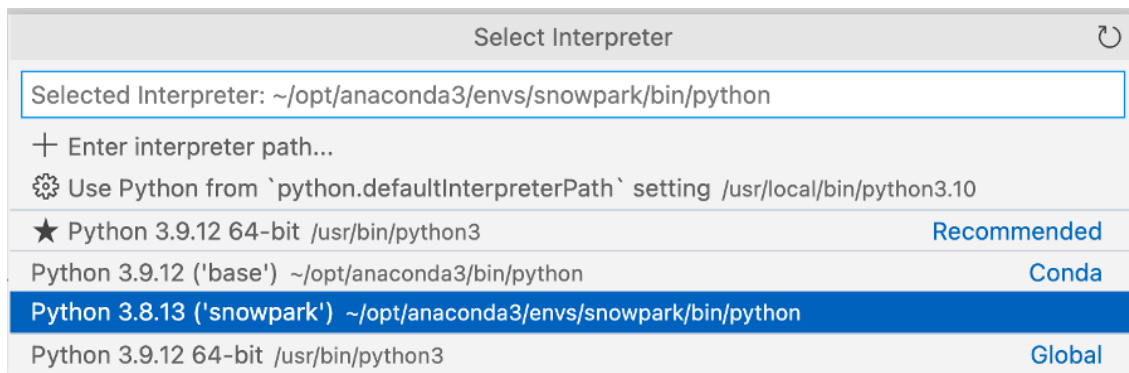 Select Interpreter
Selected Interpreter: ~/opt/anaconda3/envs/snowpark/bin/python
+ Enter interpreter path...
Use Python from `python.defaultInterpreterPath` setting /usr/local/bin/python3.10
★ Python 3.9.12 64-bit /usr/bin/python3 Recommended
Python 3.9.12 ('base') ~/opt/anaconda3/bin/python Conda
Python 3.8.13 ('snowpark') ~/opt/anaconda3/envs/snowpark/bin/python
Python 3.9.12 64-bit /usr/bin/python3 Global